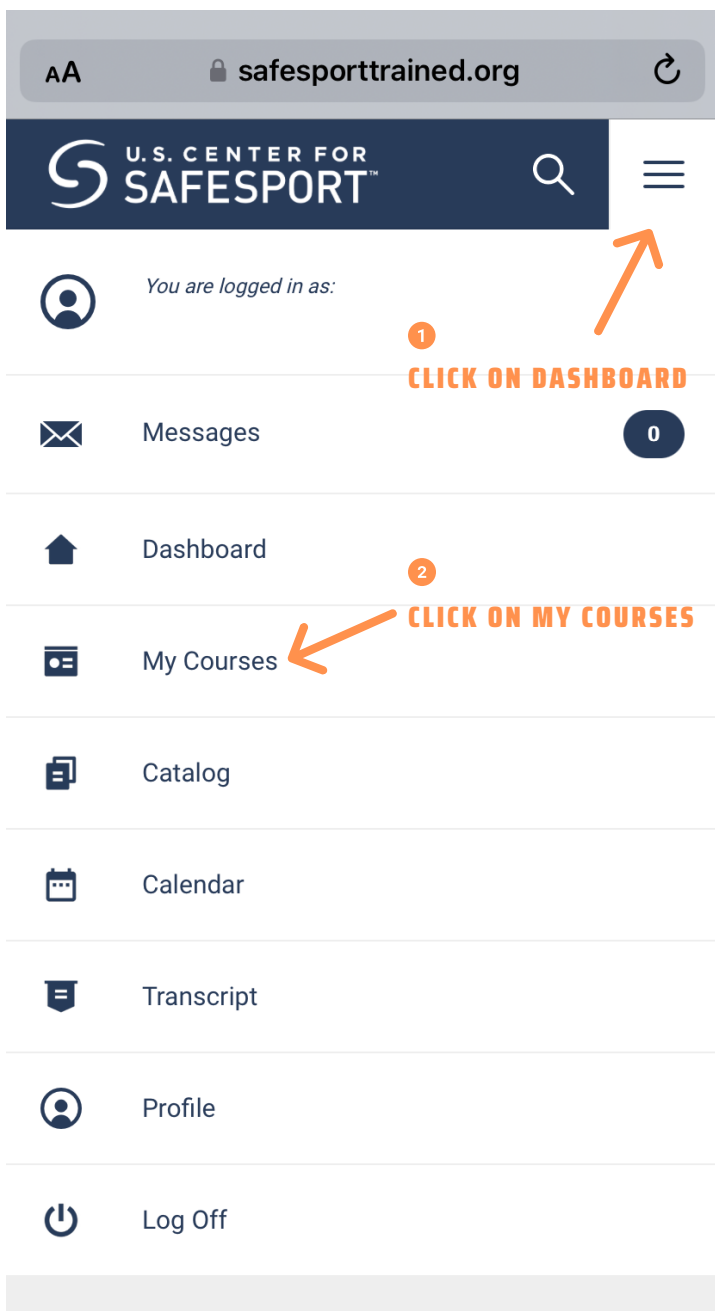 AA safesporttrained.org
U.S. CENTER FOR
SAFESPORT™
You are logged in as:
1
CLICK ON DASHBOARD
Messages 0
Dashboard
2
CLICK ON MY COURSES
My Courses
Catalog
Calendar
Transcript
Profile
Log Off